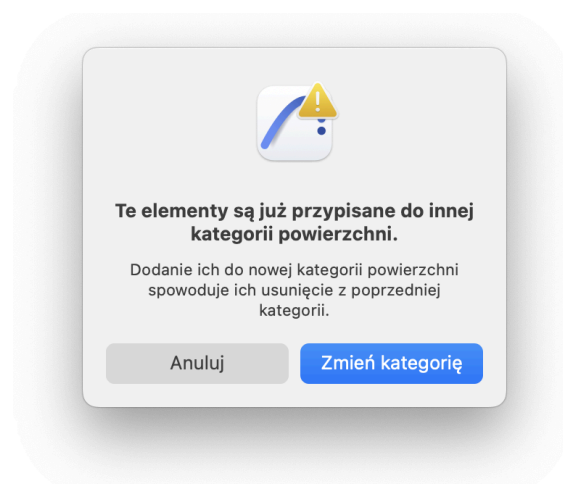 Te elementy są już przypisane do innej
kategorii powierzchni.
Dodanie ich do nowej kategorii powierzchni
spowoduje ich usunięcie z poprzedniej
kategorii.
Anuluj
Zmień kategorię